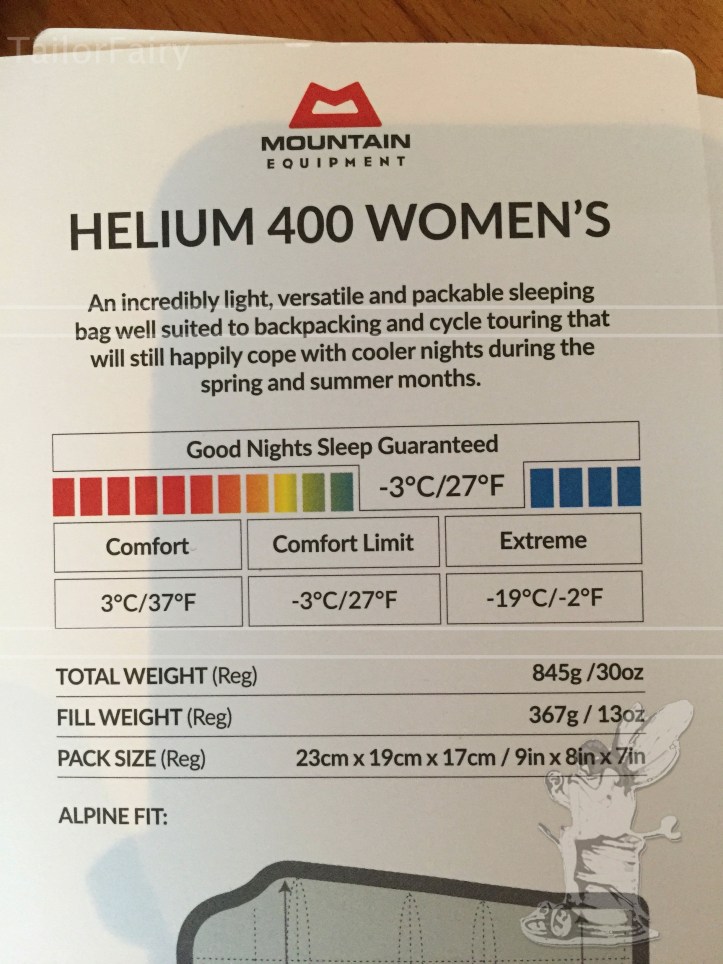 TailorFairy
MOUNTAIN
EQUIPMENT
HELIUM 400 WOMEN'S
An incredibly light, versatile and packable sleeping
bag well suited to backpacking and cycle touring that
will still happily cope with cooler nights during the
spring and summer months.
Good Nights Sleep Guaranteed
-3°C/27°F
Comfort Comfort Limit Extreme
3°C/37°F -3°C/27°F -19°C/-2°F
TOTAL WEIGHT (Reg) 845g /30oz
FILL WEIGHT (Reg) 367g / 13oz
PACK SIZE (Reg) 23cm x 19cm x 17cm / 9in x 8in x 7in
ALPINE FIT: